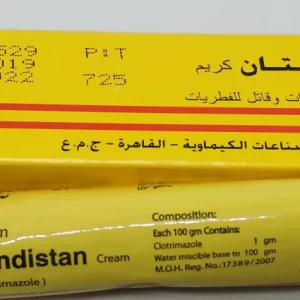 529 P:T
019
022 725
تان كريم
ت وقاتل للفطريات
صناعات الكيماوية - القاهرة - ج.م.ع
Composition:
Each 100 gm Contains:
Clotrimazole 1 gm
Water miscible base to 100 gm
M.O.H. Reg. No.: 17389/2007
ndistan Cream
imazole )